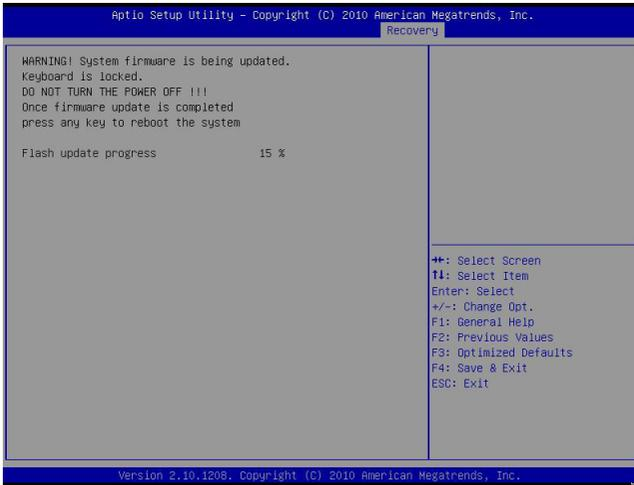 Aptio Setup Utility – Copyright (C) 2010 American Megatrends, Inc.
Recovery
WARNING! System firmware is being updated.
Keyboard is locked.
DO NOT TURN THE POWER OFF !!!
Once firmware update is completed
press any key to reboot the system
Flash update progress 15 %
→←: Select Screen
↑↓: Select Item
Enter: Select
+/-: Change Opt.
F1: General Help
F2: Previous Values
F3: Optimized Defaults
F4: Save & Exit
ESC: Exit
Version 2.10.1208. Copyright (C) 2010 American Megatrends, Inc.